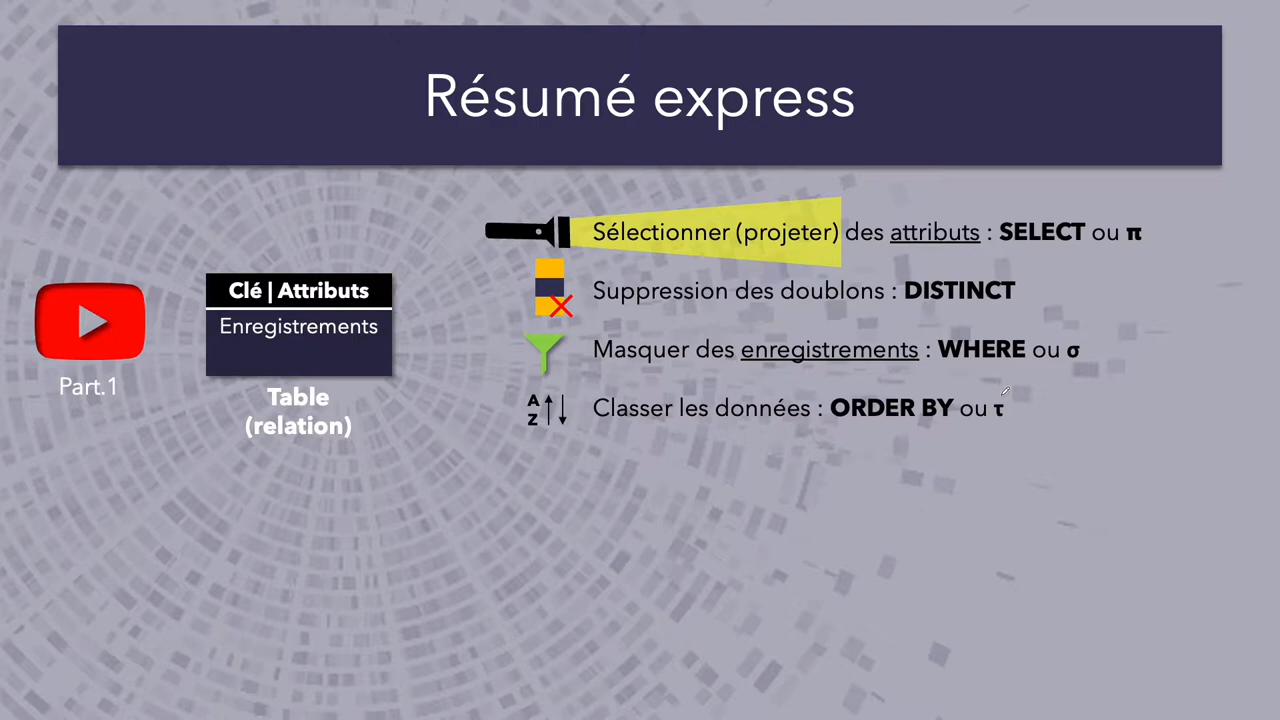 Résumé express
Part.1
Clé | Attributs
Enregistrements
Table
(relation)
Sélectionner (projeter) des attributs : SELECT ou π
Suppression des doublons : DISTINCT
Masquer des enregistrements : WHERE ou σ
A
Z
Classer les données : ORDER BY ou τ